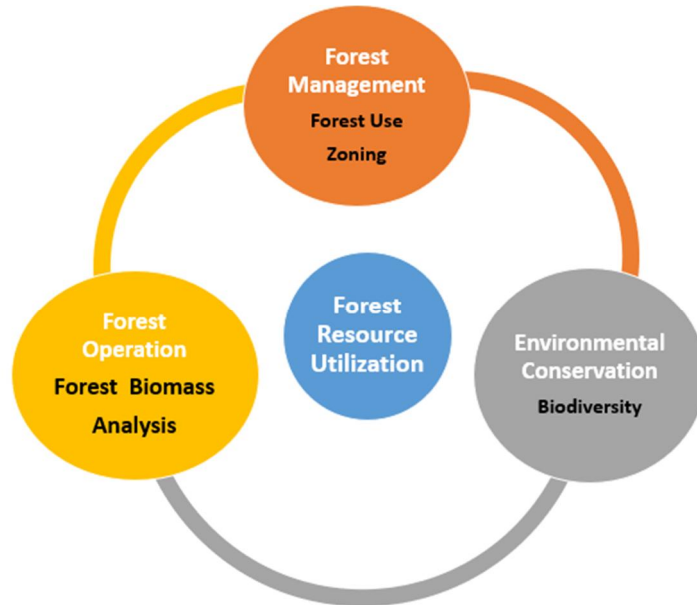 Forest
Management
Forest Use
Zoning
Forest
Operation
Forest Biomass
Analysis
Forest
Resource
Utilization
Environmental
Conservation
Biodiversity